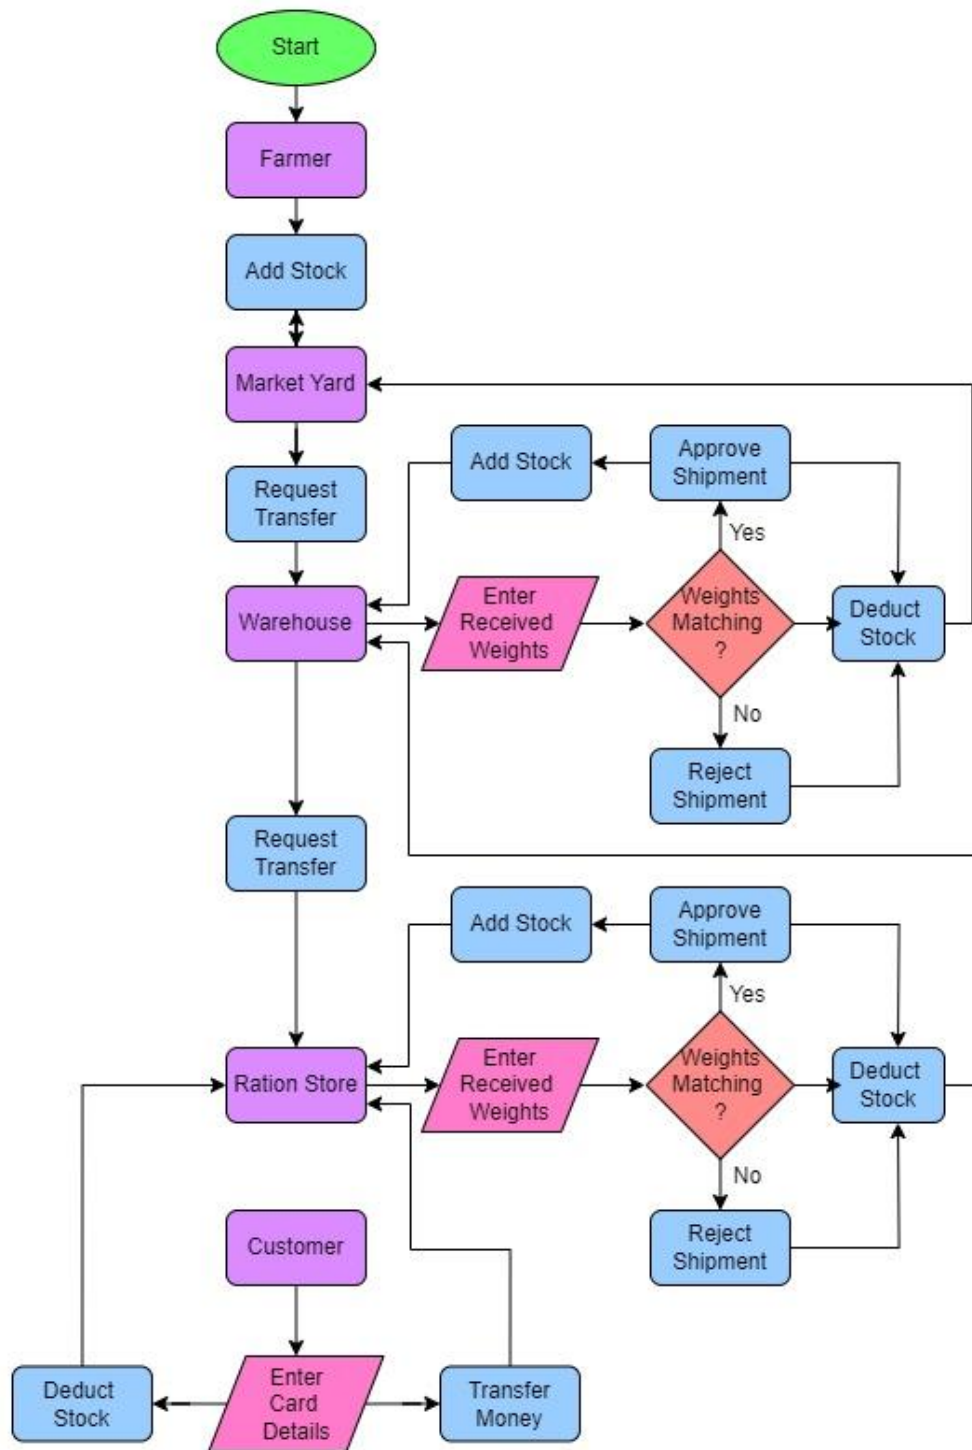 Start
Farmer
Add Stock
Market Yard
Request
Transfer
Add Stock
Approve
Shipment
Yes
Warehouse
Enter
Received
Weights
Weights
Matching
?
Deduct
Stock
No
Reject
Shipment
Request
Transfer
Add Stock
Approve
Shipment
Yes
Ration Store
Enter
Received
Weights
Weights
Matching
?
Deduct
Stock
No
Reject
Shipment
Customer
Deduct
Stock
Enter
Card
Details
Transfer
Money